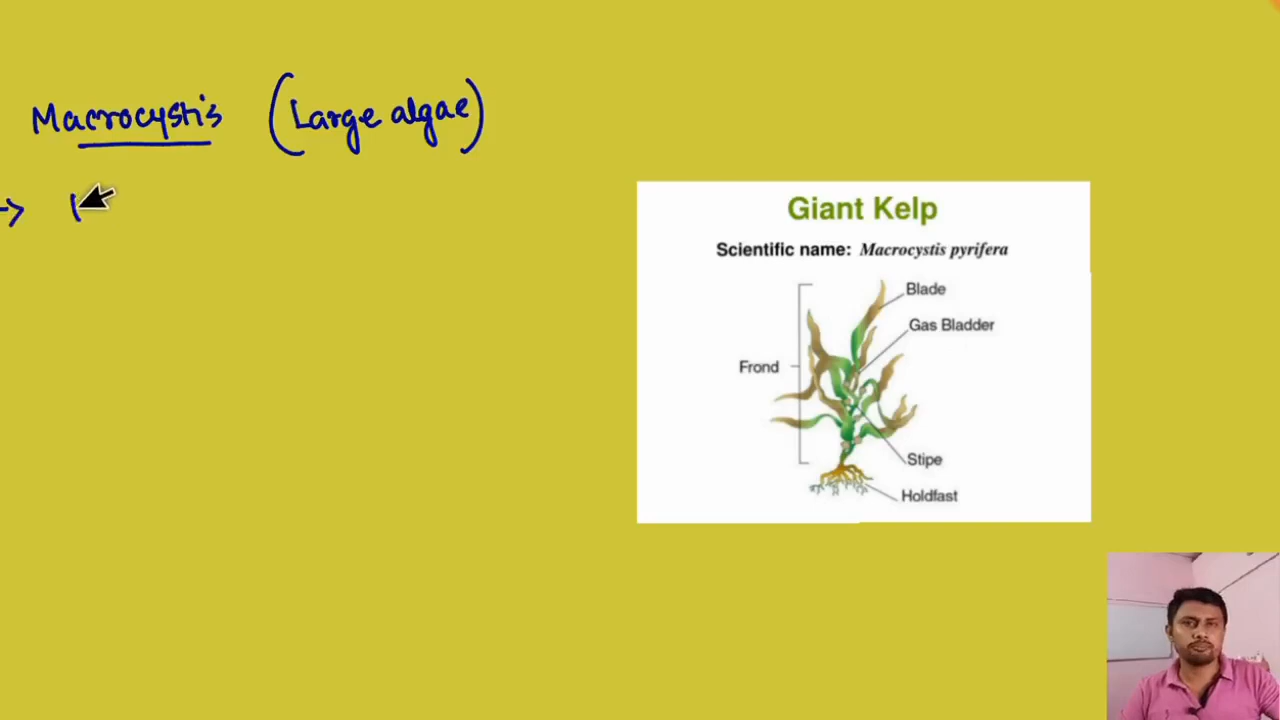 Macrocystis (Large algae)
→
Giant Kelp
Scientific name: Macrocystis pyrifera
Blade
Gas Bladder
Frond
Stipe
Holdfast